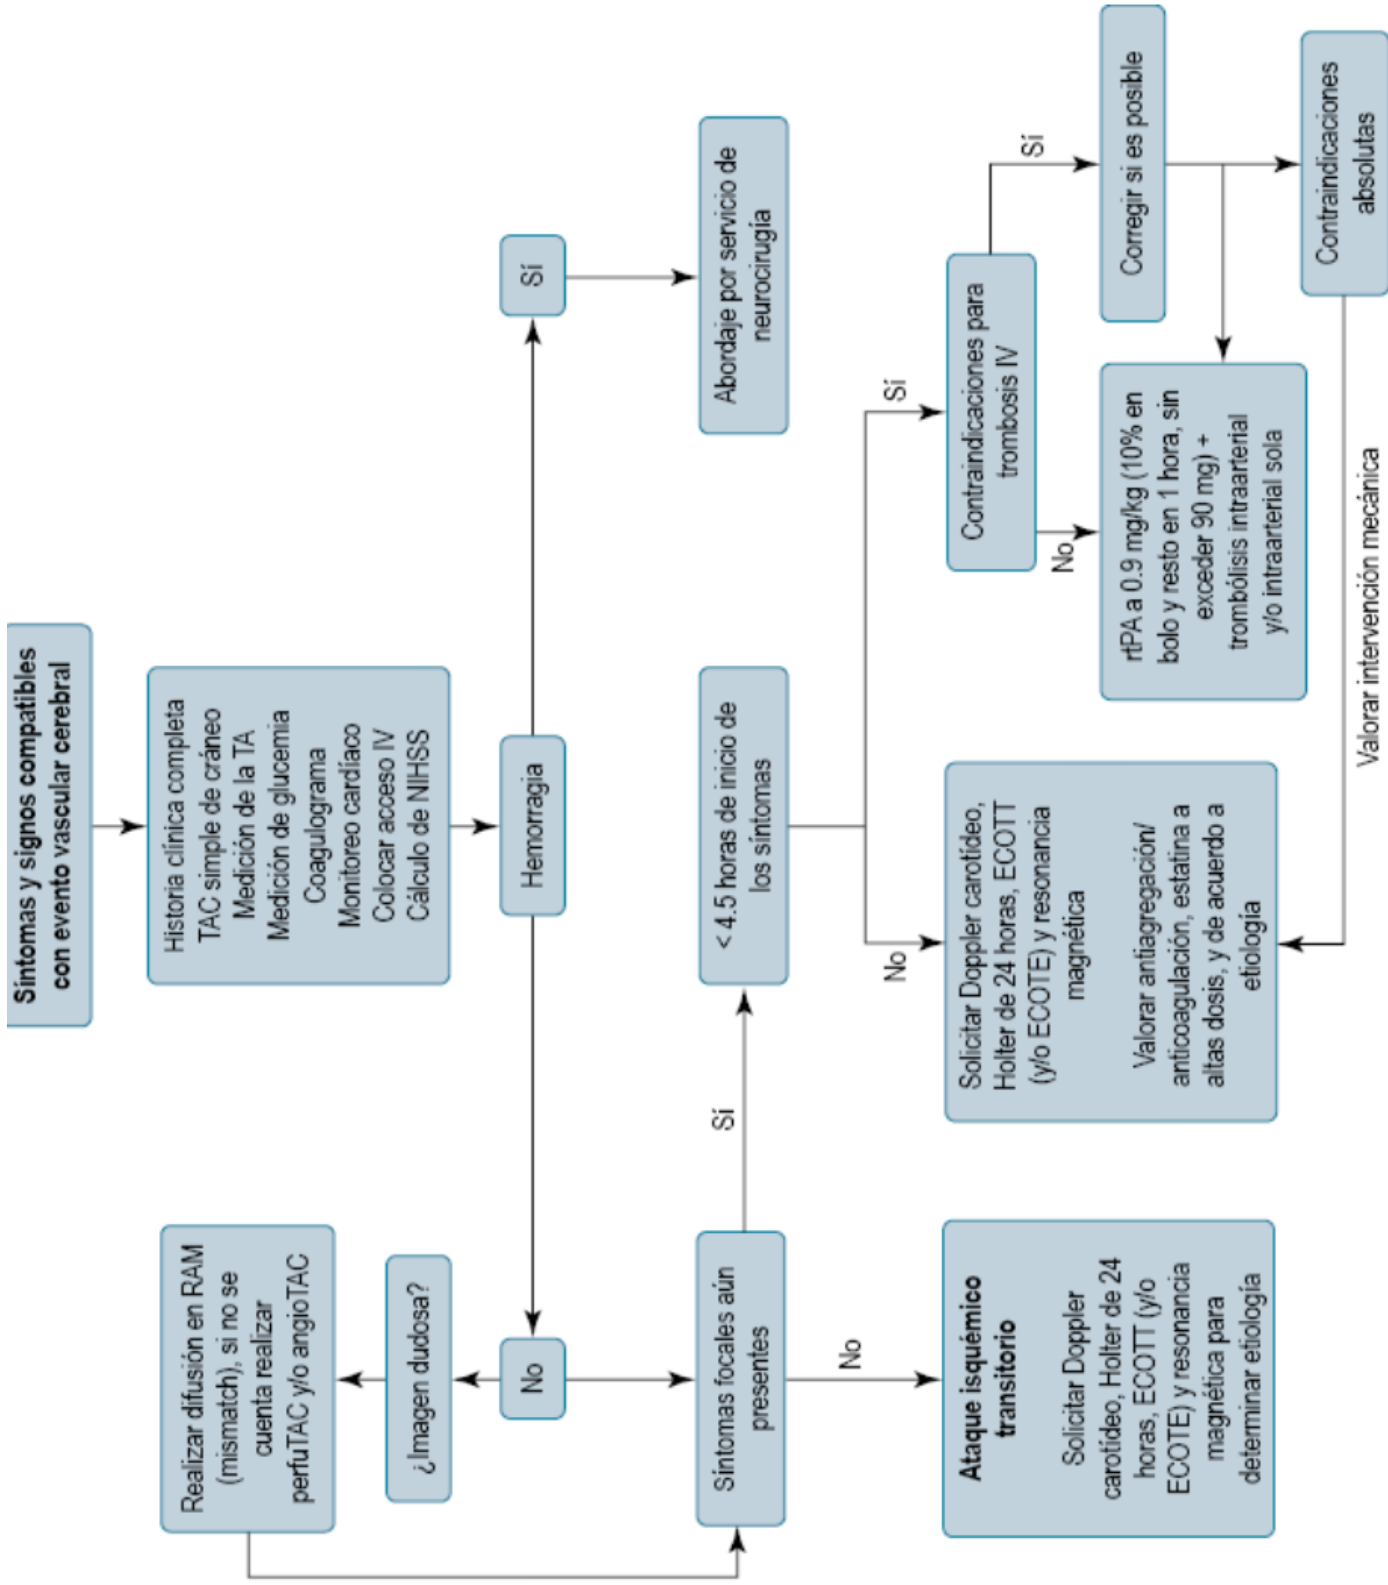 Síntomas y signos compatibles
con evento vascular cerebral
Historia clínica completa
TAC simple de cráneo
Medición de la TA
Medición de glucemia
Coagulograma
Monitoreo cardíaco
Colocar acceso IV
Cálculo de NIHSS
Hemorragia
Sí
Abordaje por servicio de
neurocirugía
No
¿Imagen dudosa?
Realizar difusión en RAM
(mismatch), si no se
cuenta realizar
perfuTAC y/o angioTAC
Síntomas focales aún
presentes
No
Ataque isquémico
transitorio
Solicitar Doppler
carotídeo, Holter de 24
horas, ECOTT (y/o
ECOTE) y resonancia
magnética para
determinar etiología
Sí
< 4.5 horas de inicio de
los síntomas
No
Solicitar Doppler carotídeo,
Holter de 24 horas, ECOTT
(y/o ECOTE) y resonancia
magnética
Valorar antiagregación/
anticoagulación, estatina a
altas dosis, y de acuerdo a
etiología
Sí
Contraindicaciones para
trombosis IV
No
rtPA a 0.9 mg/kg (10% en
bolo y resto en 1 hora, sin
exceder 90 mg) +
trombólisis intraarterial
y/o intraarterial sola
Sí
Corregir si es posible
Contraindicaciones
absolutas
Valorar intervención mecánica